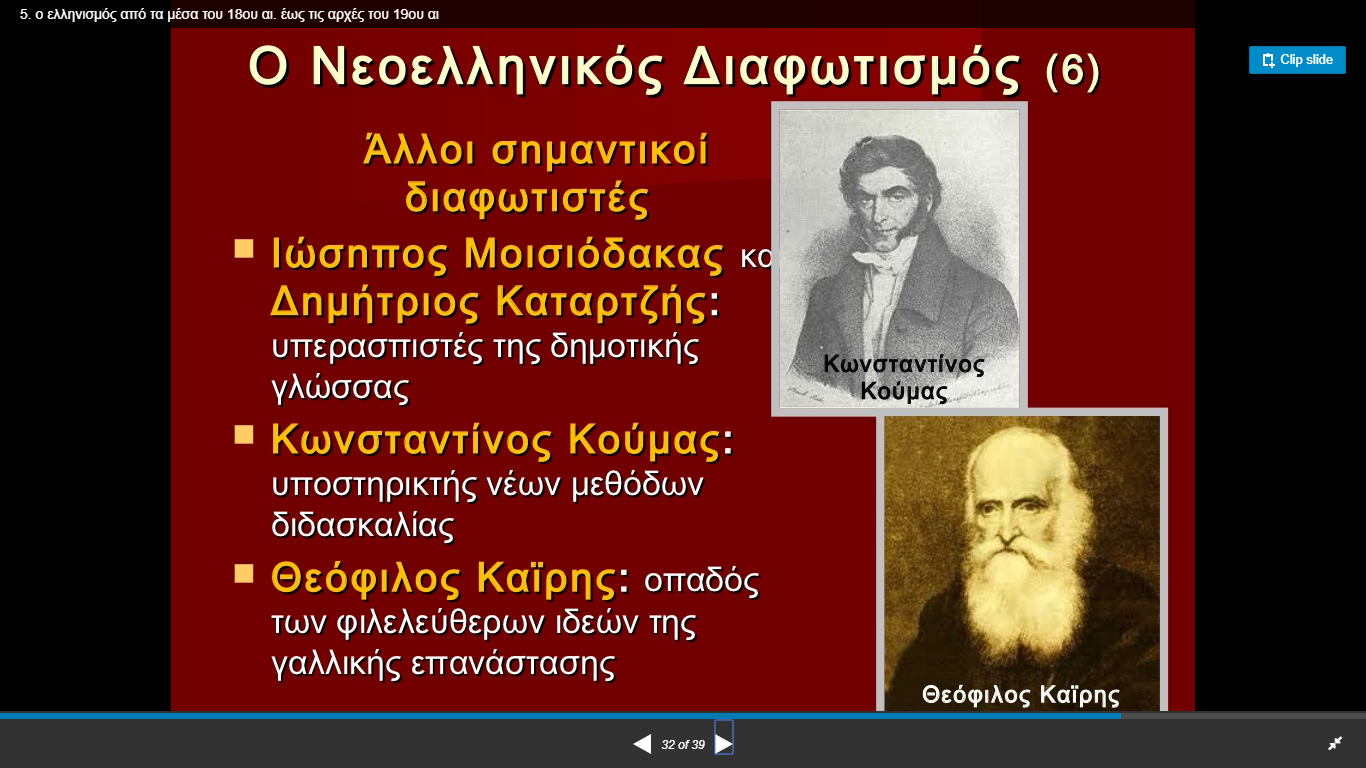 5. ο ελληνισμός από τα μέσα του 18ου αι. έως τις αρχές του 19ου αι
Clip slide
Ο Νεοελληνικός Διαφωτισμός (6)
Άλλοι σημαντικοί
διαφωτιστές
Ιώσηπος Μοισιόδακας
Δημήτριος Καταρτζής:
υπερασπιστές της δημοτικής
γλώσσας
Κωνσταντίνος Κούμας:
υποστηρικτής νέων μεθόδων
διδασκαλίας
Θεόφιλος Καΐρης: οπαδός
των φιλελεύθερων ιδεών της
γαλλικής επανάστασης
Κωνσταντίνος
Κούμας
Θεόφιλος Καΐρης
32 of 39